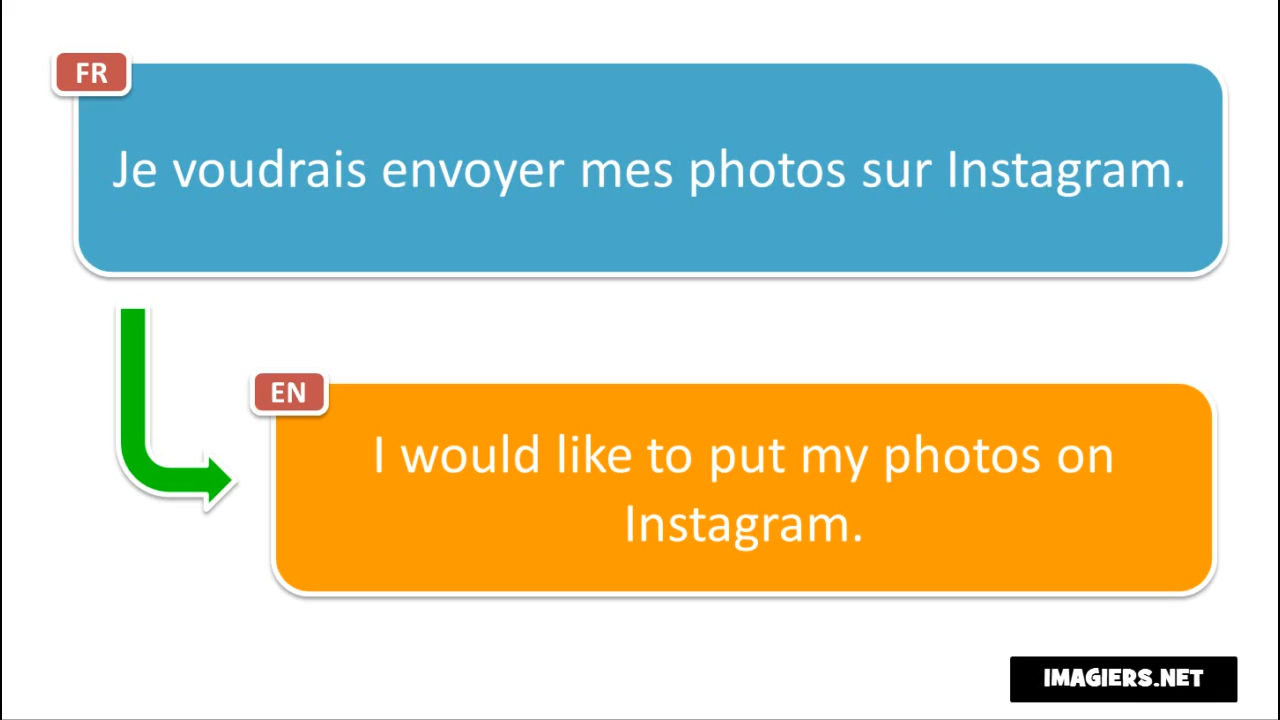 FR
Je voudrais envoyer mes photos sur Instagram.
EN
I would like to put my photos on
Instagram.
IMAGIERS.NET